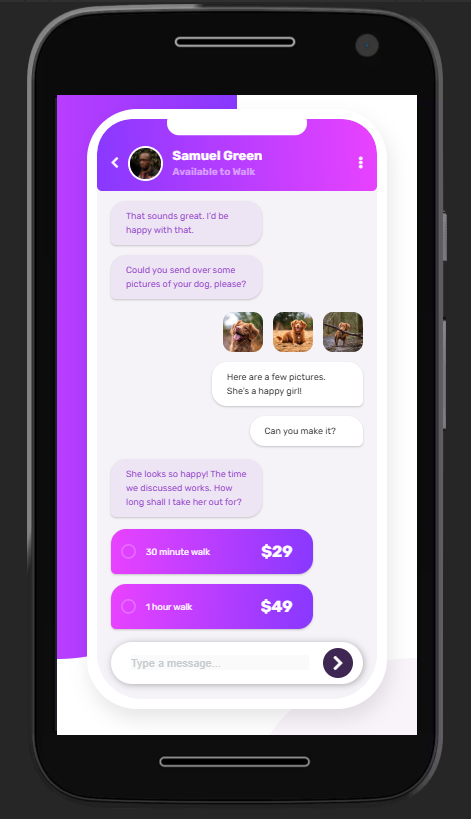 Samuel Green
Available to Walk
That sounds great. I'd be
happy with that.
Could you send over some
pictures of your dog, please?
Here are a few pictures.
She's a happy girl!
Can you make it?
She looks so happy! The time
we discussed works. How
long shall I take her out for?
30 minute walk $29
1 hour walk $49
Type a message...